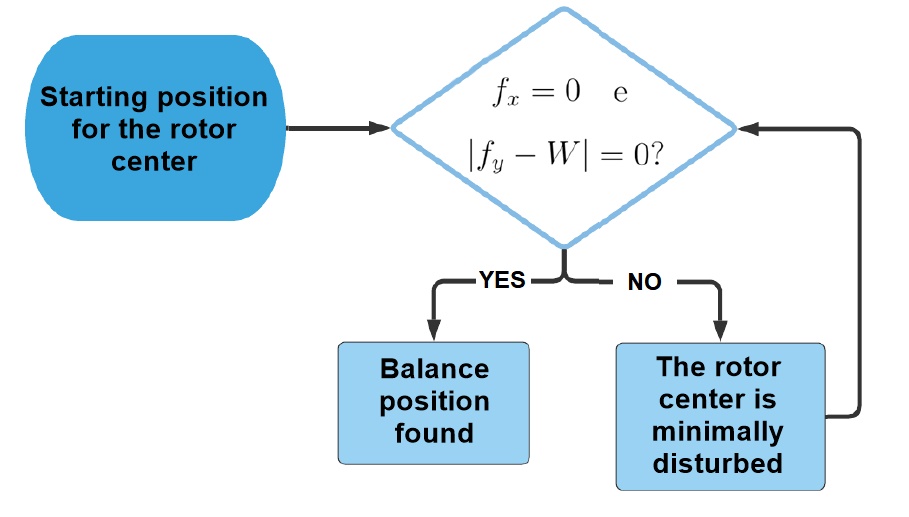 Starting position
for the rotor
center
fₓ = 0 e
|f_y − W| = 0?
YES
NO
Balance
position
found
The rotor
center is
minimally
disturbed